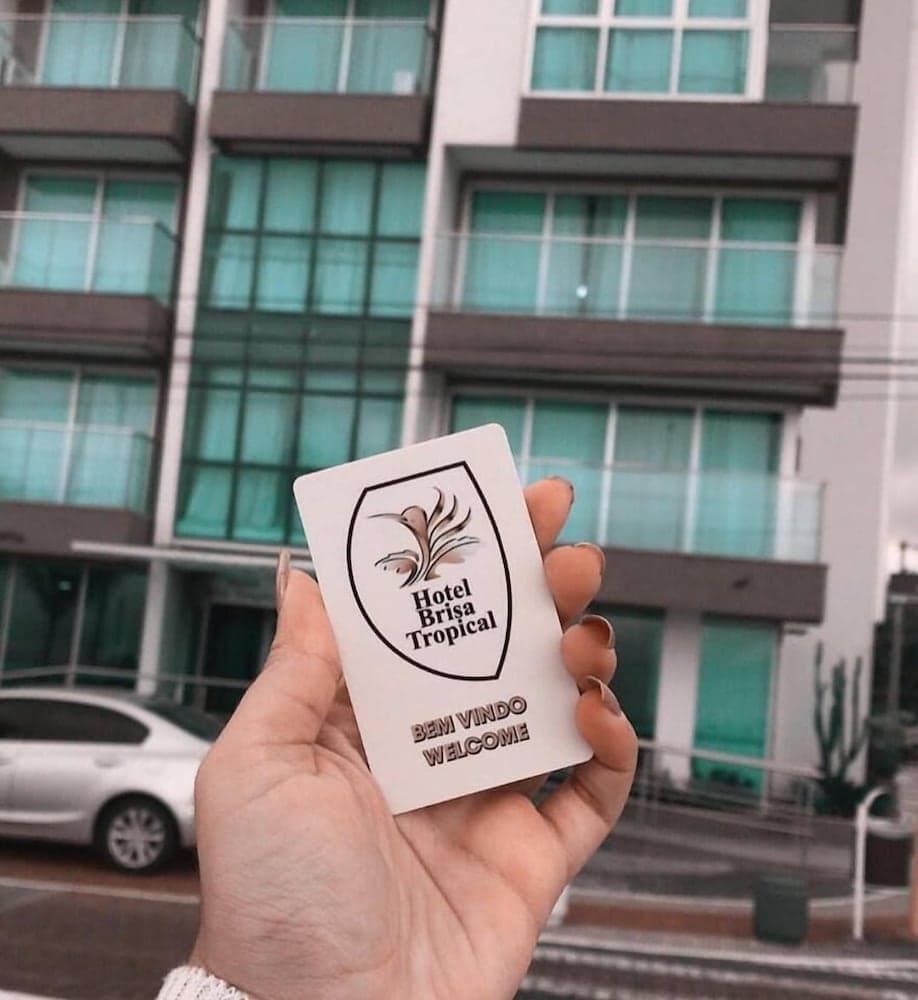 Hotel
Brisa
Tropical
BEM VINDO
WELCOME